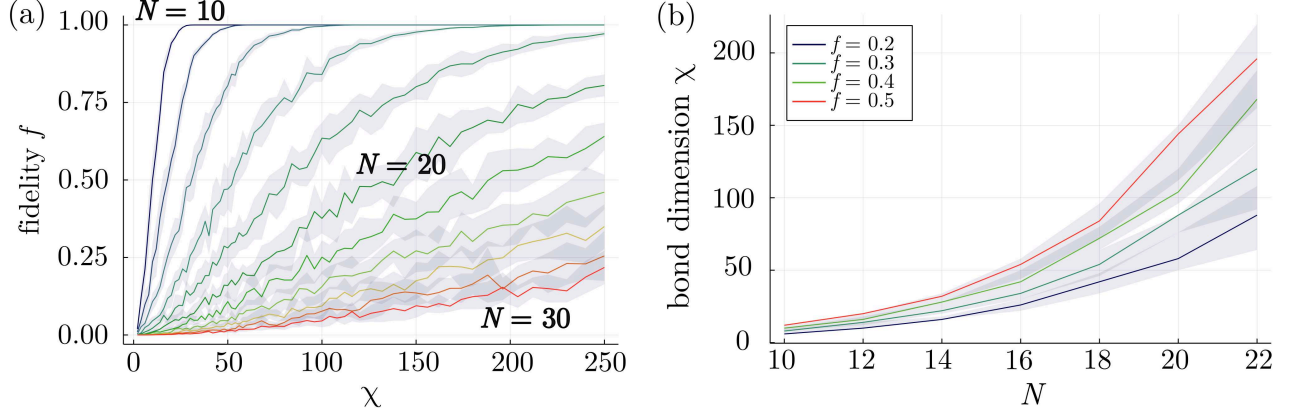 (a)
N = 10
1.00
0.75
0.50
0.25
0.00
fidelity f
N = 20
N = 30
0
50
100
150
200
250
χ
(b)
200
150
100
50
0
bond dimension χ
f = 0.2
f = 0.3
f = 0.4
f = 0.5
10
12
14
16
18
20
22
N